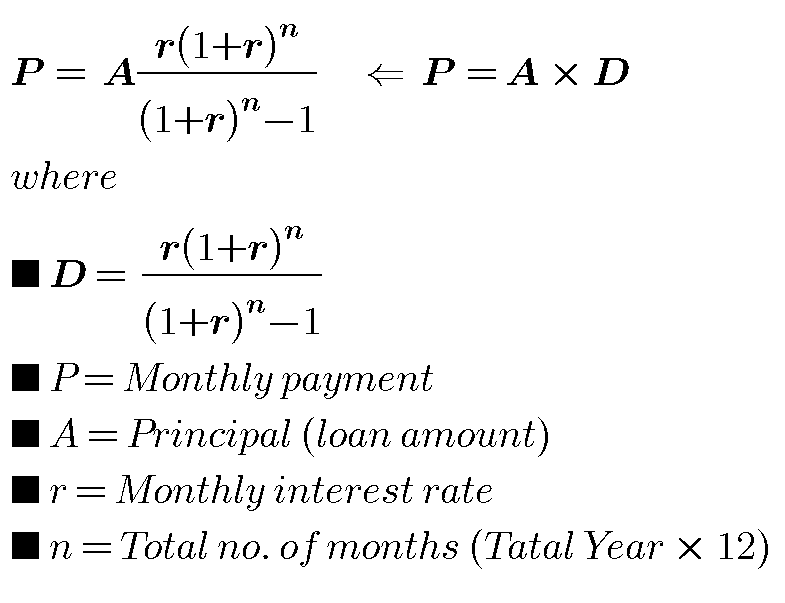 P = A r(1+r)^n / (1+r)^n−1 ⇐ P = A × D
where
■ D = r(1+r)^n / (1+r)^n−1
■ P = Monthly payment
■ A = Principal (loan amount)
■ r = Monthly interest rate
■ n = Total no. of months (Tatal Year × 12)